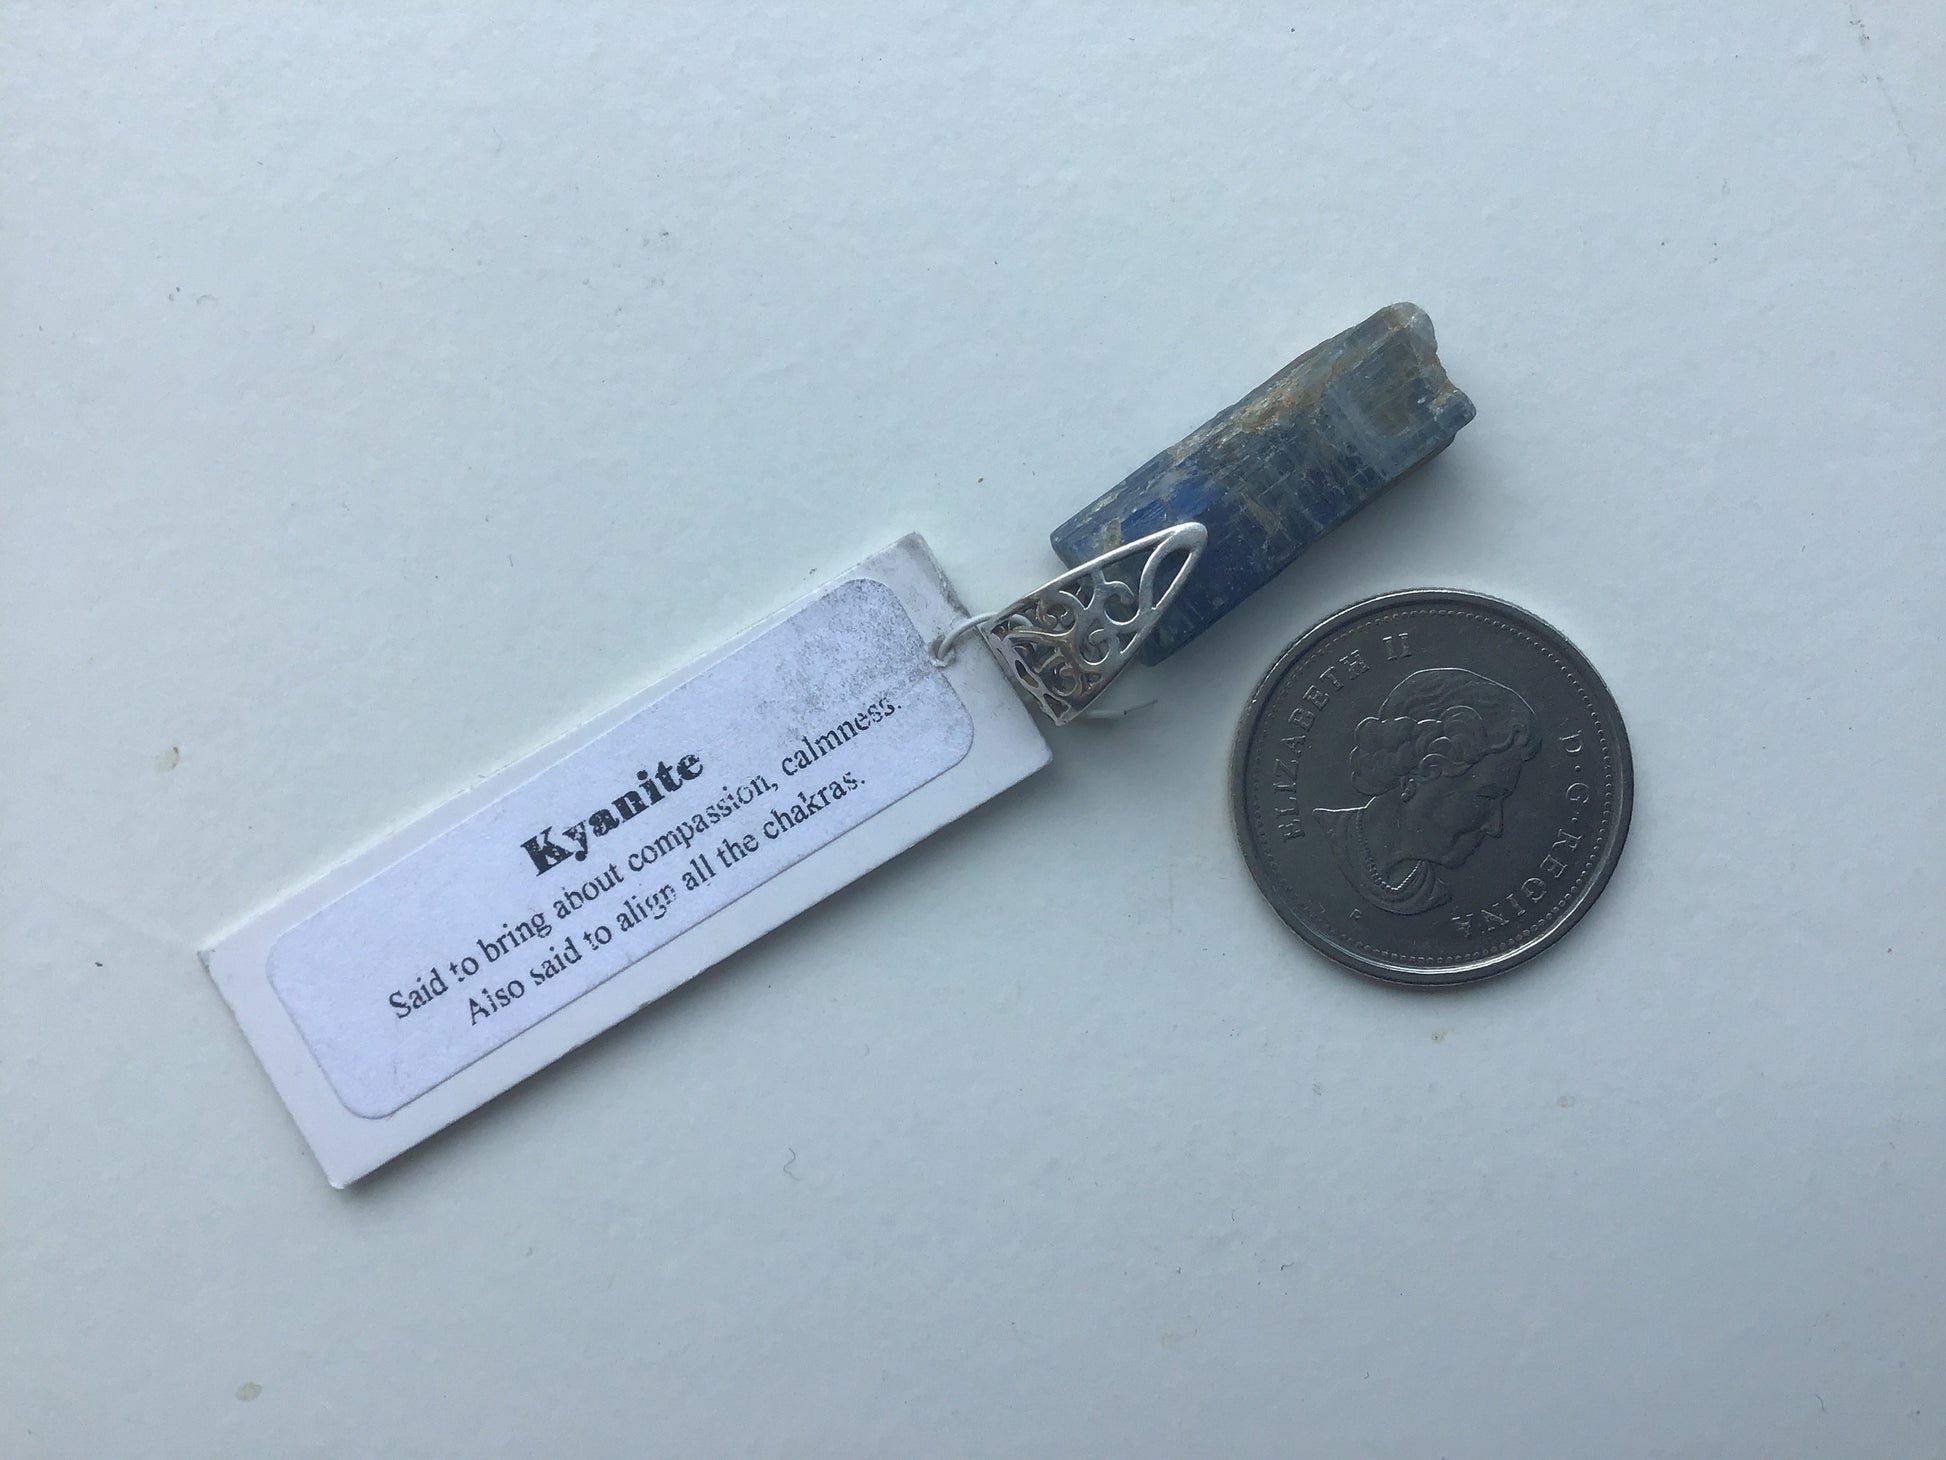 Kyanite
Said to bring about compassion, calmness.
Also said to align all the chakras.
ELIZABETH II
D·G·REGINA
P